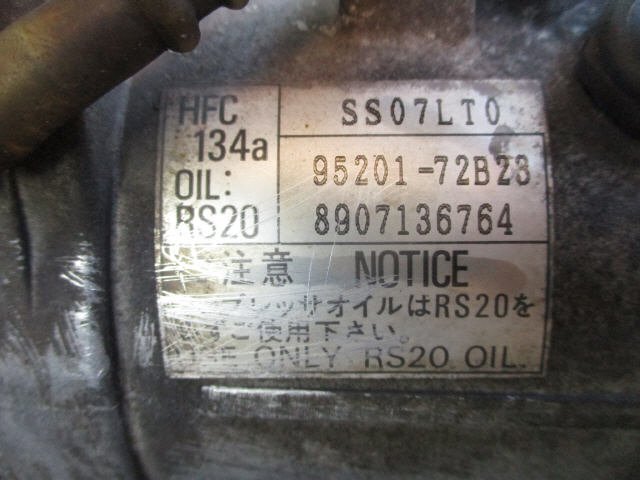 HFC 134a
SS07LT0
OIL: RS20
95201-72B23
8907136764
注意 NOTICE
レッサオイルはRS20を
ご使用下さい。
ONLY RS20 OIL.